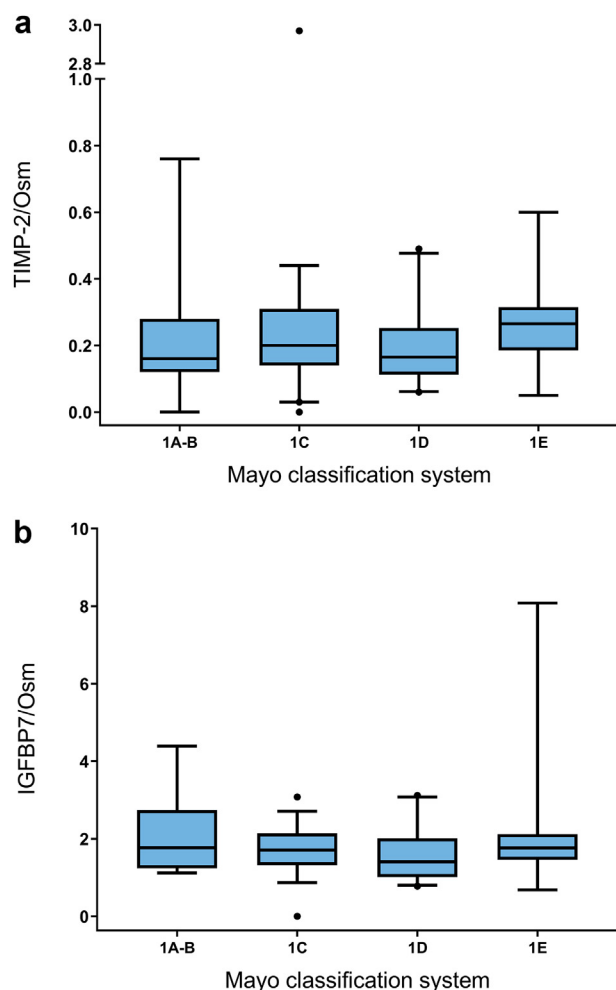 a
3.0
2.8
1.0
0.8
0.6
0.4
0.2
0.0
TIMP-2/Osm
1A-B 1C 1D 1E
Mayo classification system
b
10
8
6
4
2
0
IGFBP7/Osm
1A-B 1C 1D 1E
Mayo classification system